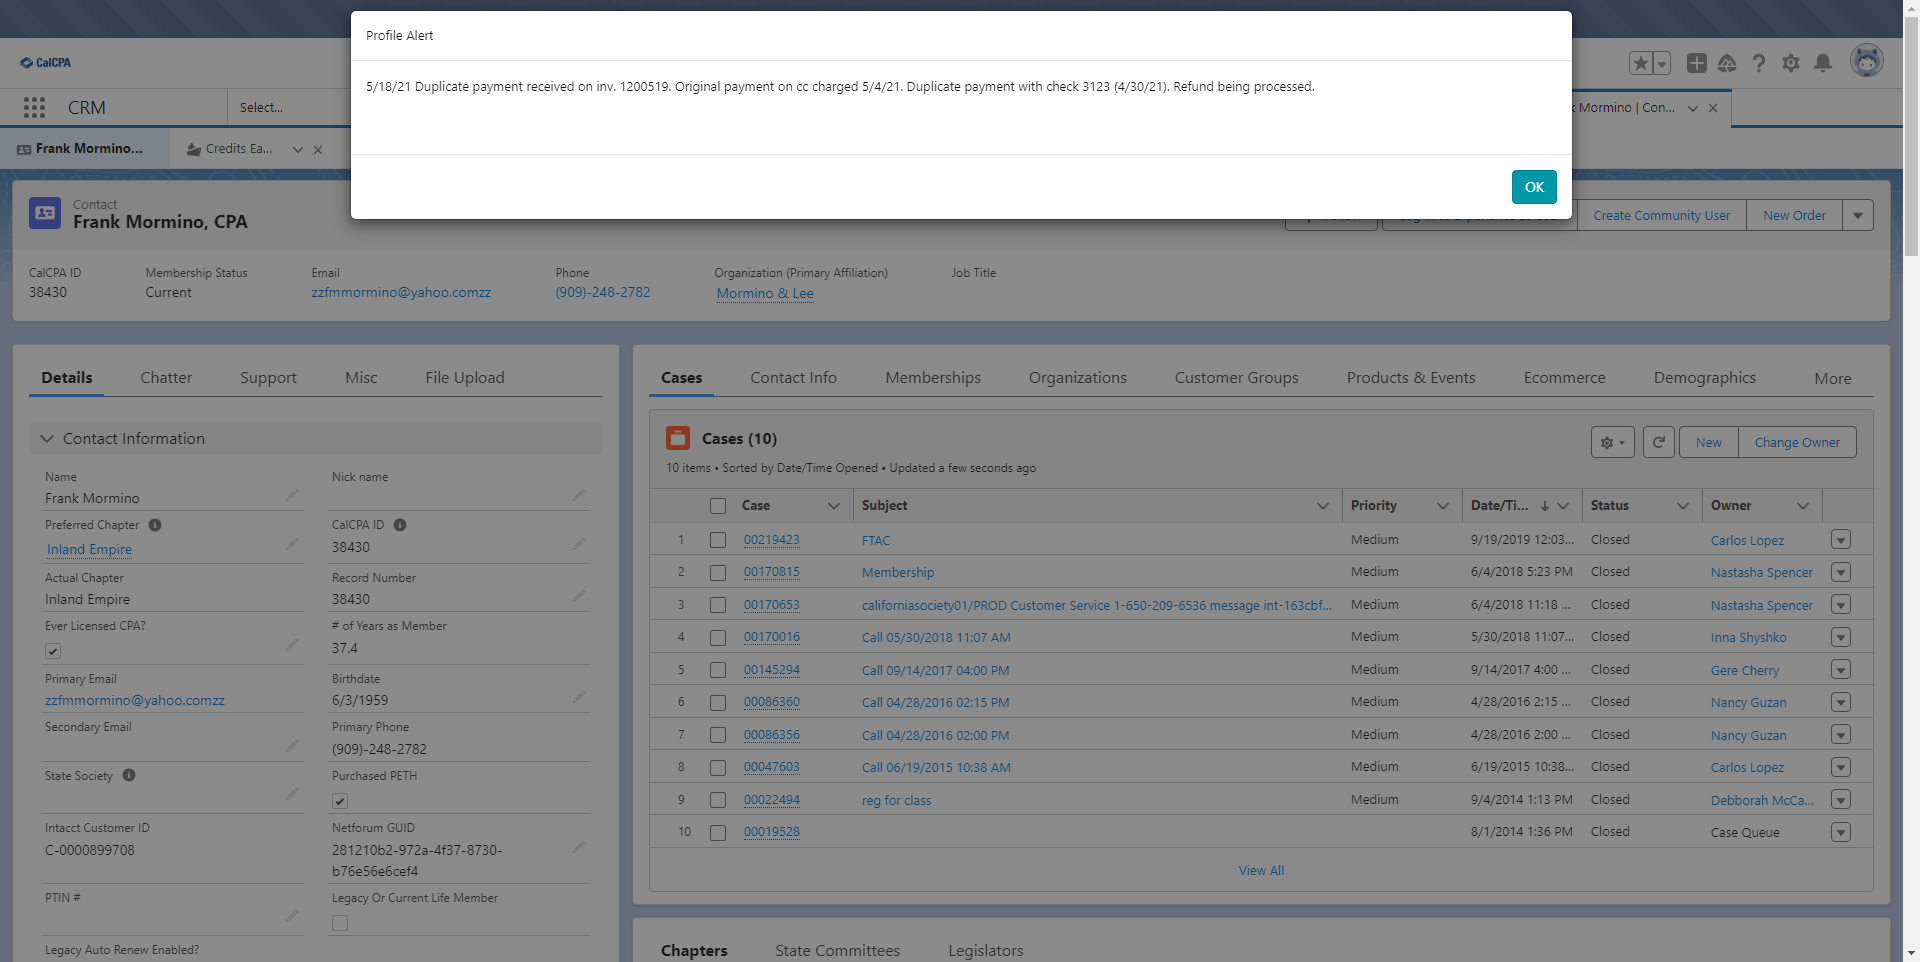 Profile Alert
5/18/21 Duplicate payment received on inv. 1200519. Original payment on cc charged 5/4/21. Duplicate payment with check 3123 (4/30/21). Refund being processed.
OK
CalCPA
CRM
Select...
Mormino | Con...
Frank Mormino...
Credits Ea...
Contact
Frank Mormino, CPA
Create Community User
New Order
CalCPA ID
38430
Membership Status
Current
Email
zzfmmormino@yahoo.comzz
Phone
(909)-248-2782
Organization (Primary Affiliation)
Mormino & Lee
Job Title
Details Chatter Support Misc File Upload
Contact Information
Name
Frank Mormino
Nick name
Preferred Chapter
Inland Empire
CalCPA ID
38430
Actual Chapter
Inland Empire
Record Number
38430
Ever Licensed CPA?
# of Years as Member
37.4
Primary Email
zzfmmormino@yahoo.comzz
Birthdate
6/3/1959
Secondary Email
Primary Phone
(909)-248-2782
State Society
Purchased PETH
Intacct Customer ID
C-0000899708
Netforum GUID
281210b2-972a-4f37-8730-
b76e56e6cef4
PTIN #
Legacy Or Current Life Member
Legacy Auto Renew Enabled?
Cases Contact Info Memberships Organizations Customer Groups Products & Events Ecommerce Demographics More
Cases (10)
10 items • Sorted by Date/Time Opened • Updated a few seconds ago
New
Change Owner
Case Subject Priority Date/Ti... Status Owner
1 00219423 FTAC Medium 9/19/2019 12:03... Closed Carlos Lopez
2 00170815 Membership Medium 6/4/2018 5:23 PM Closed Nastasha Spencer
3 00170653 californiasociety01/PROD Customer Service 1-650-209-6536 message int-163cbf... Medium 6/4/2018 11:18 ... Closed Nastasha Spencer
4 00170016 Call 05/30/2018 11:07 AM Medium 5/30/2018 11:07... Closed Inna Shyshko
5 00145294 Call 09/14/2017 04:00 PM Medium 9/14/2017 4:00 ... Closed Gere Cherry
6 00086360 Call 04/28/2016 02:15 PM Medium 4/28/2016 2:15 ... Closed Nancy Guzan
7 00086356 Call 04/28/2016 02:00 PM Medium 4/28/2016 2:00 ... Closed Nancy Guzan
8 00047603 Call 06/19/2015 10:38 AM Medium 6/19/2015 10:38... Closed Carlos Lopez
9 00022494 reg for class Medium 9/4/2014 1:13 PM Closed Debborah McCa...
10 00019528 8/1/2014 1:36 PM Closed Case Queue
View All
Chapters State Committees Legislators